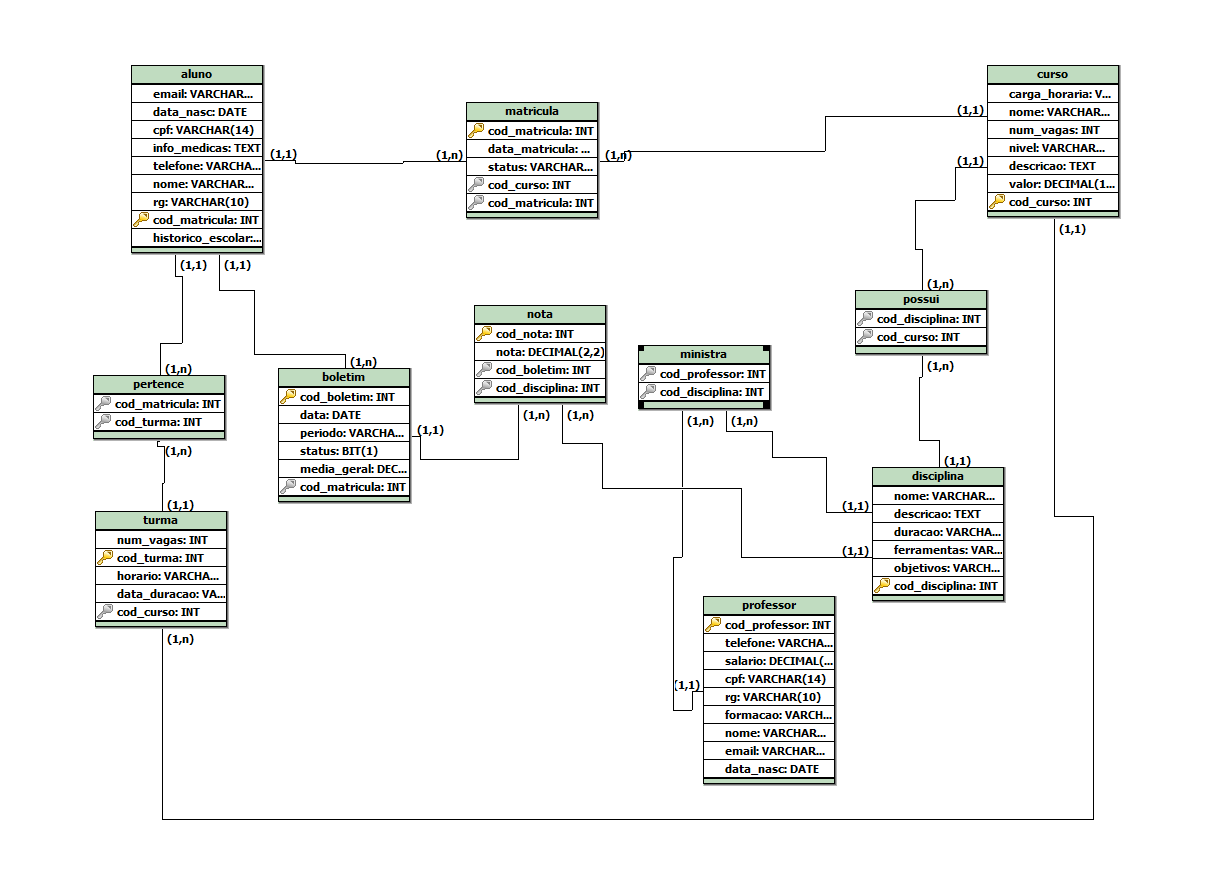 aluno
email: VARCHAR...
data_nasc: DATE
cpf: VARCHAR(14)
info_medicas: TEXT
telefone: VARCHA...
nome: VARCHAR...
rg: VARCHAR(10)
cod_matricula: INT
historico_escolar:...
(1,1)
(1,1)
(1,1)
matricula
cod_matricula: INT
data_matricula: ...
status: VARCHAR...
cod_curso: INT
cod_matricula: INT
(1,n)
(1,n)
curso
carga_horaria: V...
nome: VARCHAR...
num_vagas: INT
nivel: VARCHAR...
descricao: TEXT
valor: DECIMAL(1...
cod_curso: INT
(1,1)
(1,1)
(1,1)
(1,n)
possui
cod_disciplina: INT
cod_curso: INT
(1,n)
nota
cod_nota: INT
nota: DECIMAL(2,2)
cod_boletim: INT
cod_disciplina: INT
(1,n)
(1,n)
ministra
cod_professor: INT
cod_disciplina: INT
(1,n)
(1,n)
(1,n)
pertence
cod_matricula: INT
cod_turma: INT
(1,n)
(1,n)
boletim
cod_boletim: INT
data: DATE
periodo: VARCHA...
status: BIT(1)
media_geral: DEC...
cod_matricula: INT
(1,1)
(1,1)
disciplina
nome: VARCHAR...
descricao: TEXT
duracao: VARCHA...
ferramentas: VAR...
objetivos: VARCH...
cod_disciplina: INT
(1,1)
(1,1)
(1,1)
turma
num_vagas: INT
cod_turma: INT
horario: VARCHA...
data_duracao: VA...
cod_curso: INT
(1,n)
professor
cod_professor: INT
telefone: VARCHA...
salario: DECIMAL(...
cpf: VARCHAR(14)
rg: VARCHAR(10)
formacao: VARCH...
nome: VARCHAR...
email: VARCHAR...
data_nasc: DATE
(1,1)